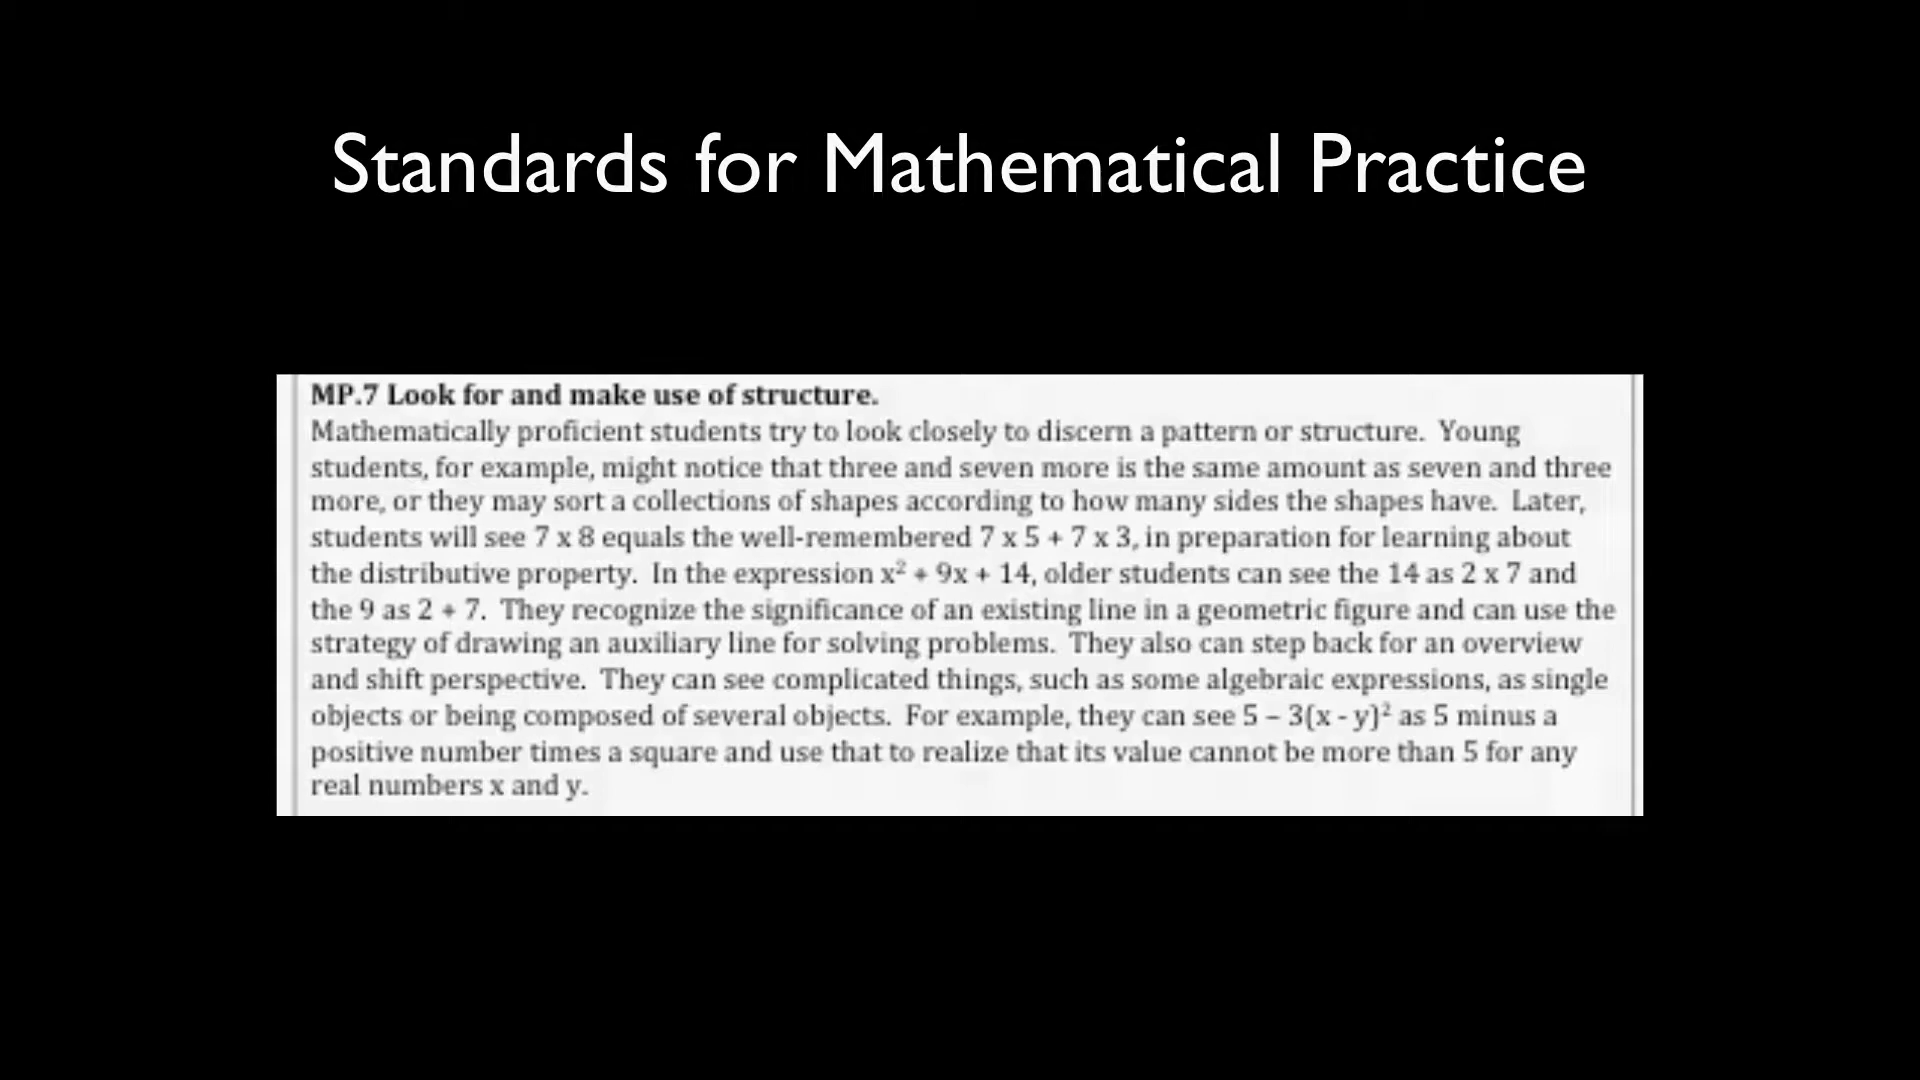 Standards for Mathematical Practice
MP.7 Look for and make use of structure.
Mathematically proficient students try to look closely to discern a pattern or structure.  Young
students, for example, might notice that three and seven more is the same amount as seven and three
more, or they may sort a collections of shapes according to how many sides the shapes have.  Later,
students will see 7 x 8 equals the well-remembered 7 x 5 + 7 x 3, in preparation for learning about
the distributive property.  In the expression x² + 9x + 14, older students can see the 14 as 2 x 7 and
the 9 as 2 + 7.  They recognize the significance of an existing line in a geometric figure and can use the
strategy of drawing an auxiliary line for solving problems.  They also can step back for an overview
and shift perspective.  They can see complicated things, such as some algebraic expressions, as single
objects or being composed of several objects.  For example, they can see 5 – 3(x - y)² as 5 minus a
positive number times a square and use that to realize that its value cannot be more than 5 for any
real numbers x and y.